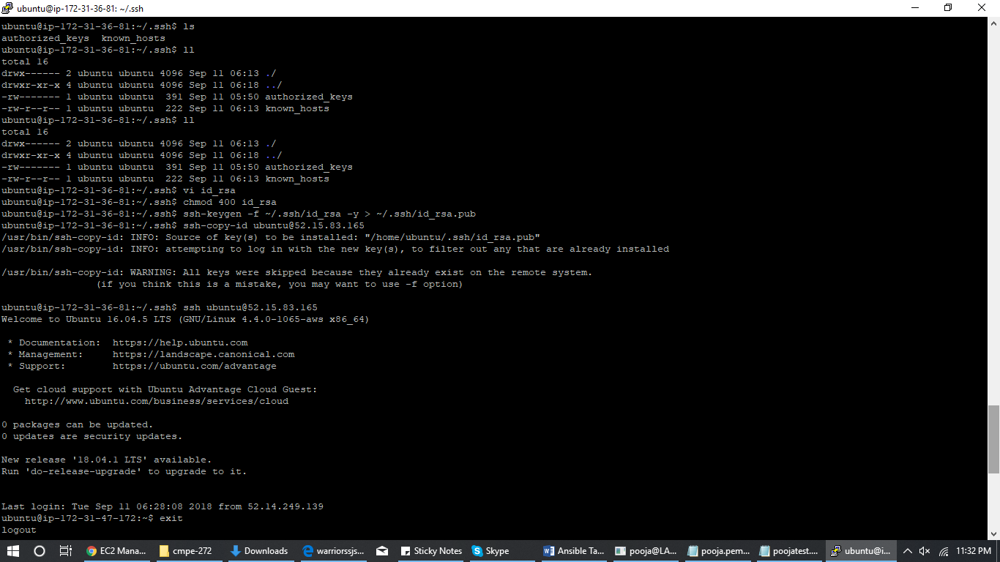 ubuntu@ip-172-31-36-81: ~/.ssh
ubuntu@ip-172-31-36-81:~/.ssh$ ls
authorized_keys  known_hosts
ubuntu@ip-172-31-36-81:~/.ssh$ ll
total 16
drwx------ 2 ubuntu ubuntu 4096 Sep 11 06:13 ./
drwxr-xr-x 4 ubuntu ubuntu 4096 Sep 11 06:18 ../
-rw------- 1 ubuntu ubuntu  391 Sep 11 05:50 authorized_keys
-rw-r--r-- 1 ubuntu ubuntu  222 Sep 11 06:13 known_hosts
ubuntu@ip-172-31-36-81:~/.ssh$ ll
total 16
drwx------ 2 ubuntu ubuntu 4096 Sep 11 06:13 ./
drwxr-xr-x 4 ubuntu ubuntu 4096 Sep 11 06:18 ../
-rw------- 1 ubuntu ubuntu  391 Sep 11 05:50 authorized_keys
-rw-r--r-- 1 ubuntu ubuntu  222 Sep 11 06:13 known_hosts
ubuntu@ip-172-31-36-81:~/.ssh$ vi id_rsa
ubuntu@ip-172-31-36-81:~/.ssh$ chmod 400 id_rsa
ubuntu@ip-172-31-36-81:~/.ssh$ ssh-keygen -f ~/.ssh/id_rsa -y > ~/.ssh/id_rsa.pub
ubuntu@ip-172-31-36-81:~/.ssh$ ssh-copy-id ubuntu@52.15.83.165
/usr/bin/ssh-copy-id: INFO: Source of key(s) to be installed: "/home/ubuntu/.ssh/id_rsa.pub"
/usr/bin/ssh-copy-id: INFO: attempting to log in with the new key(s), to filter out any that are already installed
/usr/bin/ssh-copy-id: WARNING: All keys were skipped because they already exist on the remote system.
(if you think this is a mistake, you may want to use -f option)
ubuntu@ip-172-31-36-81:~/.ssh$ ssh ubuntu@52.15.83.165
Welcome to Ubuntu 16.04.5 LTS (GNU/Linux 4.4.0-1065-aws x86_64)
* Documentation:  https://help.ubuntu.com
* Management:     https://landscape.canonical.com
* Support:        https://ubuntu.com/advantage
Get cloud support with Ubuntu Advantage Cloud Guest:
http://www.ubuntu.com/business/services/cloud
0 packages can be updated.
0 updates are security updates.
New release '18.04.1 LTS' available.
Run 'do-release-upgrade' to upgrade to it.
Last login: Tue Sep 11 06:28:08 2018 from 52.14.249.139
ubuntu@ip-172-31-47-172:~$ exit
logout
EC2 Mana... cmpe-272 Downloads warriorssjs... Sticky Notes Skype Ansible Ta... pooja@LA... pooja.pem... poojatest.... ubuntu@i... 11:32 PM